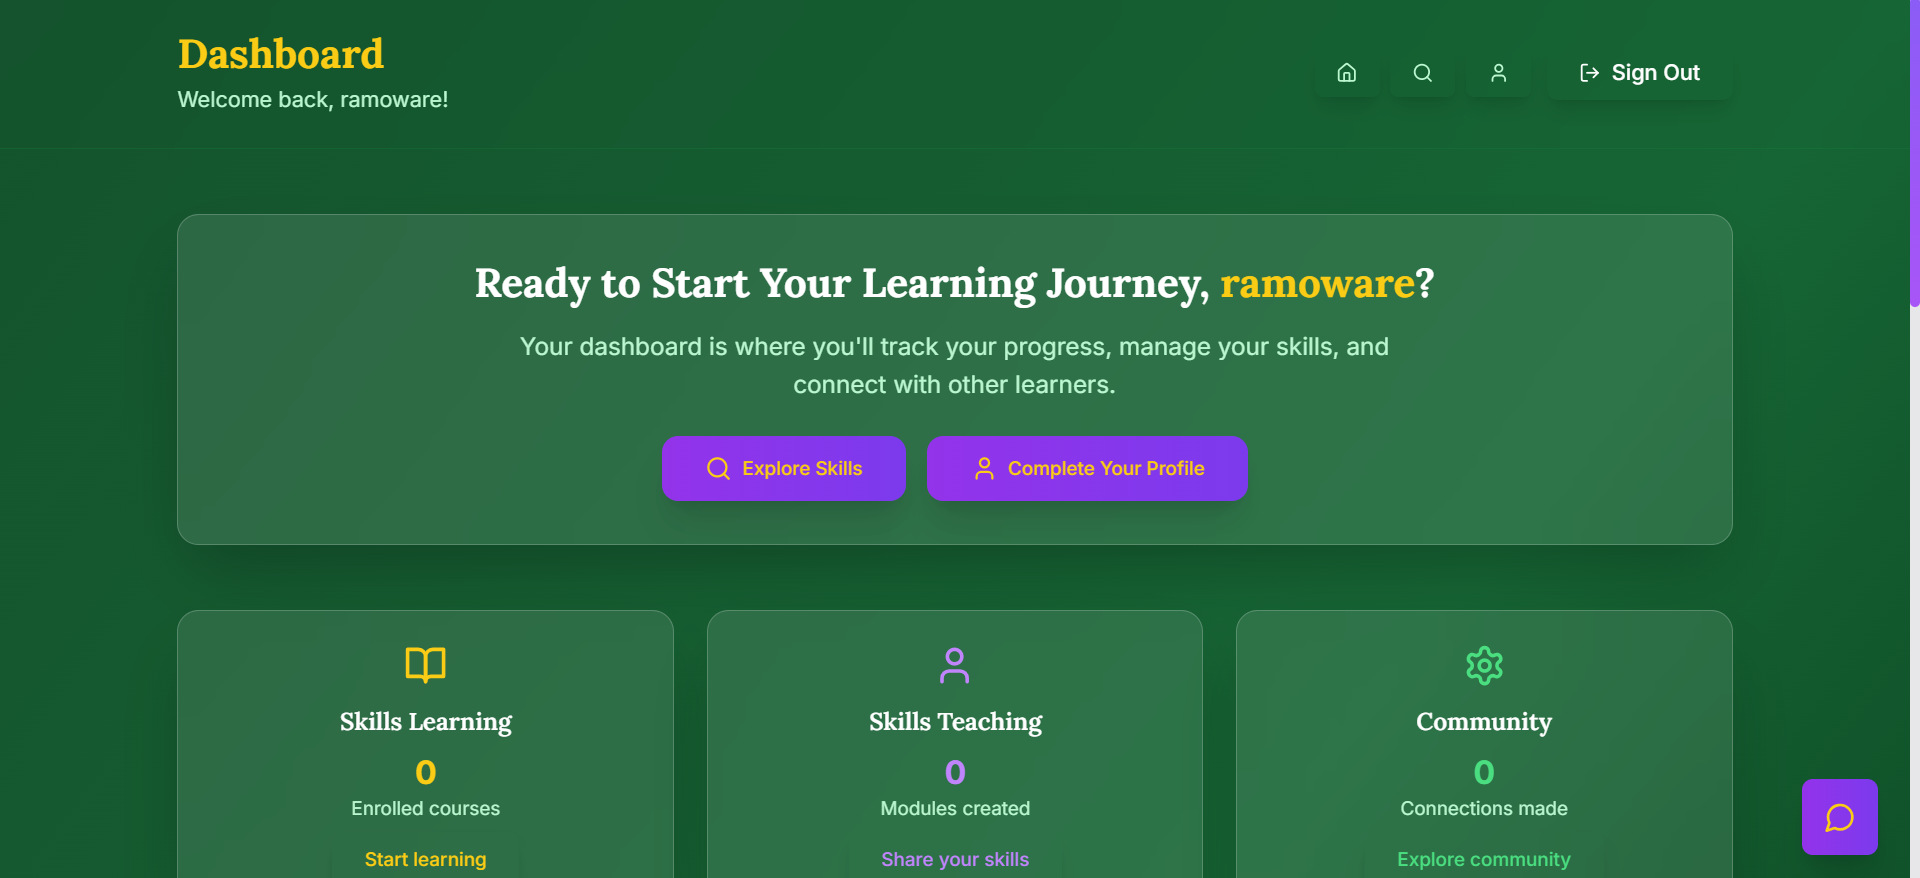 Dashboard
Welcome back, ramoware!
Sign Out
Ready to Start Your Learning Journey, ramoware?
Your dashboard is where you'll track your progress, manage your skills, and
connect with other learners.
Explore Skills
Complete Your Profile
Skills Learning
0
Enrolled courses
Start learning
Skills Teaching
0
Modules created
Share your skills
Community
0
Connections made
Explore community